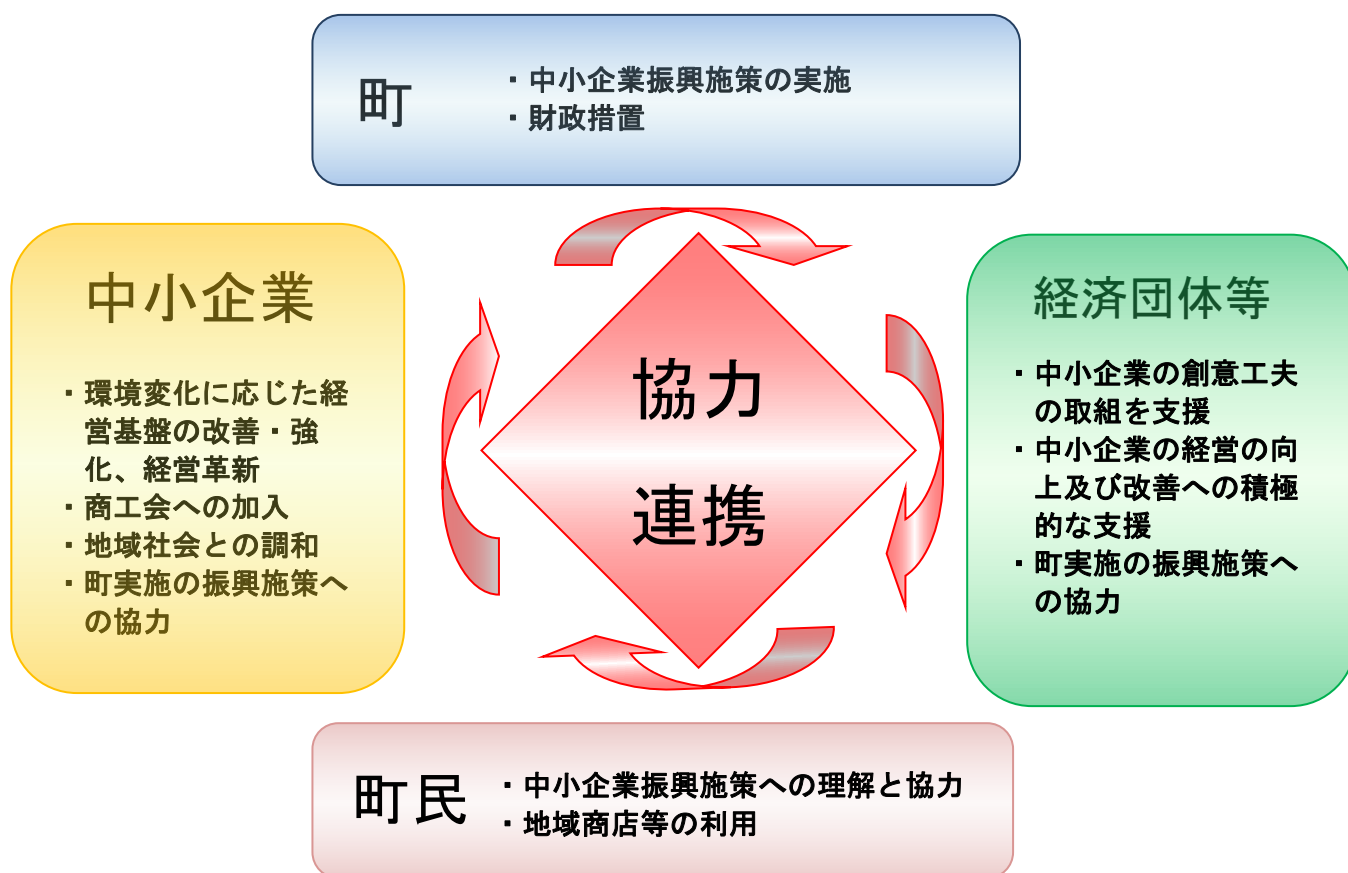 町
・中小企業振興施策の実施
・財政措置
中小企業
・環境変化に応じた経
営基盤の改善・強
化、経営革新
・商工会への加入
・地域社会との調和
・町実施の振興施策へ
の協力
協力
連携
経済団体等
・中小企業の創意工夫
の取組を支援
・中小企業の経営の向
上及び改善への積極
的な支援
・町実施の振興施策へ
の協力
町民
・中小企業振興施策への理解と協力
・地域商店等の利用